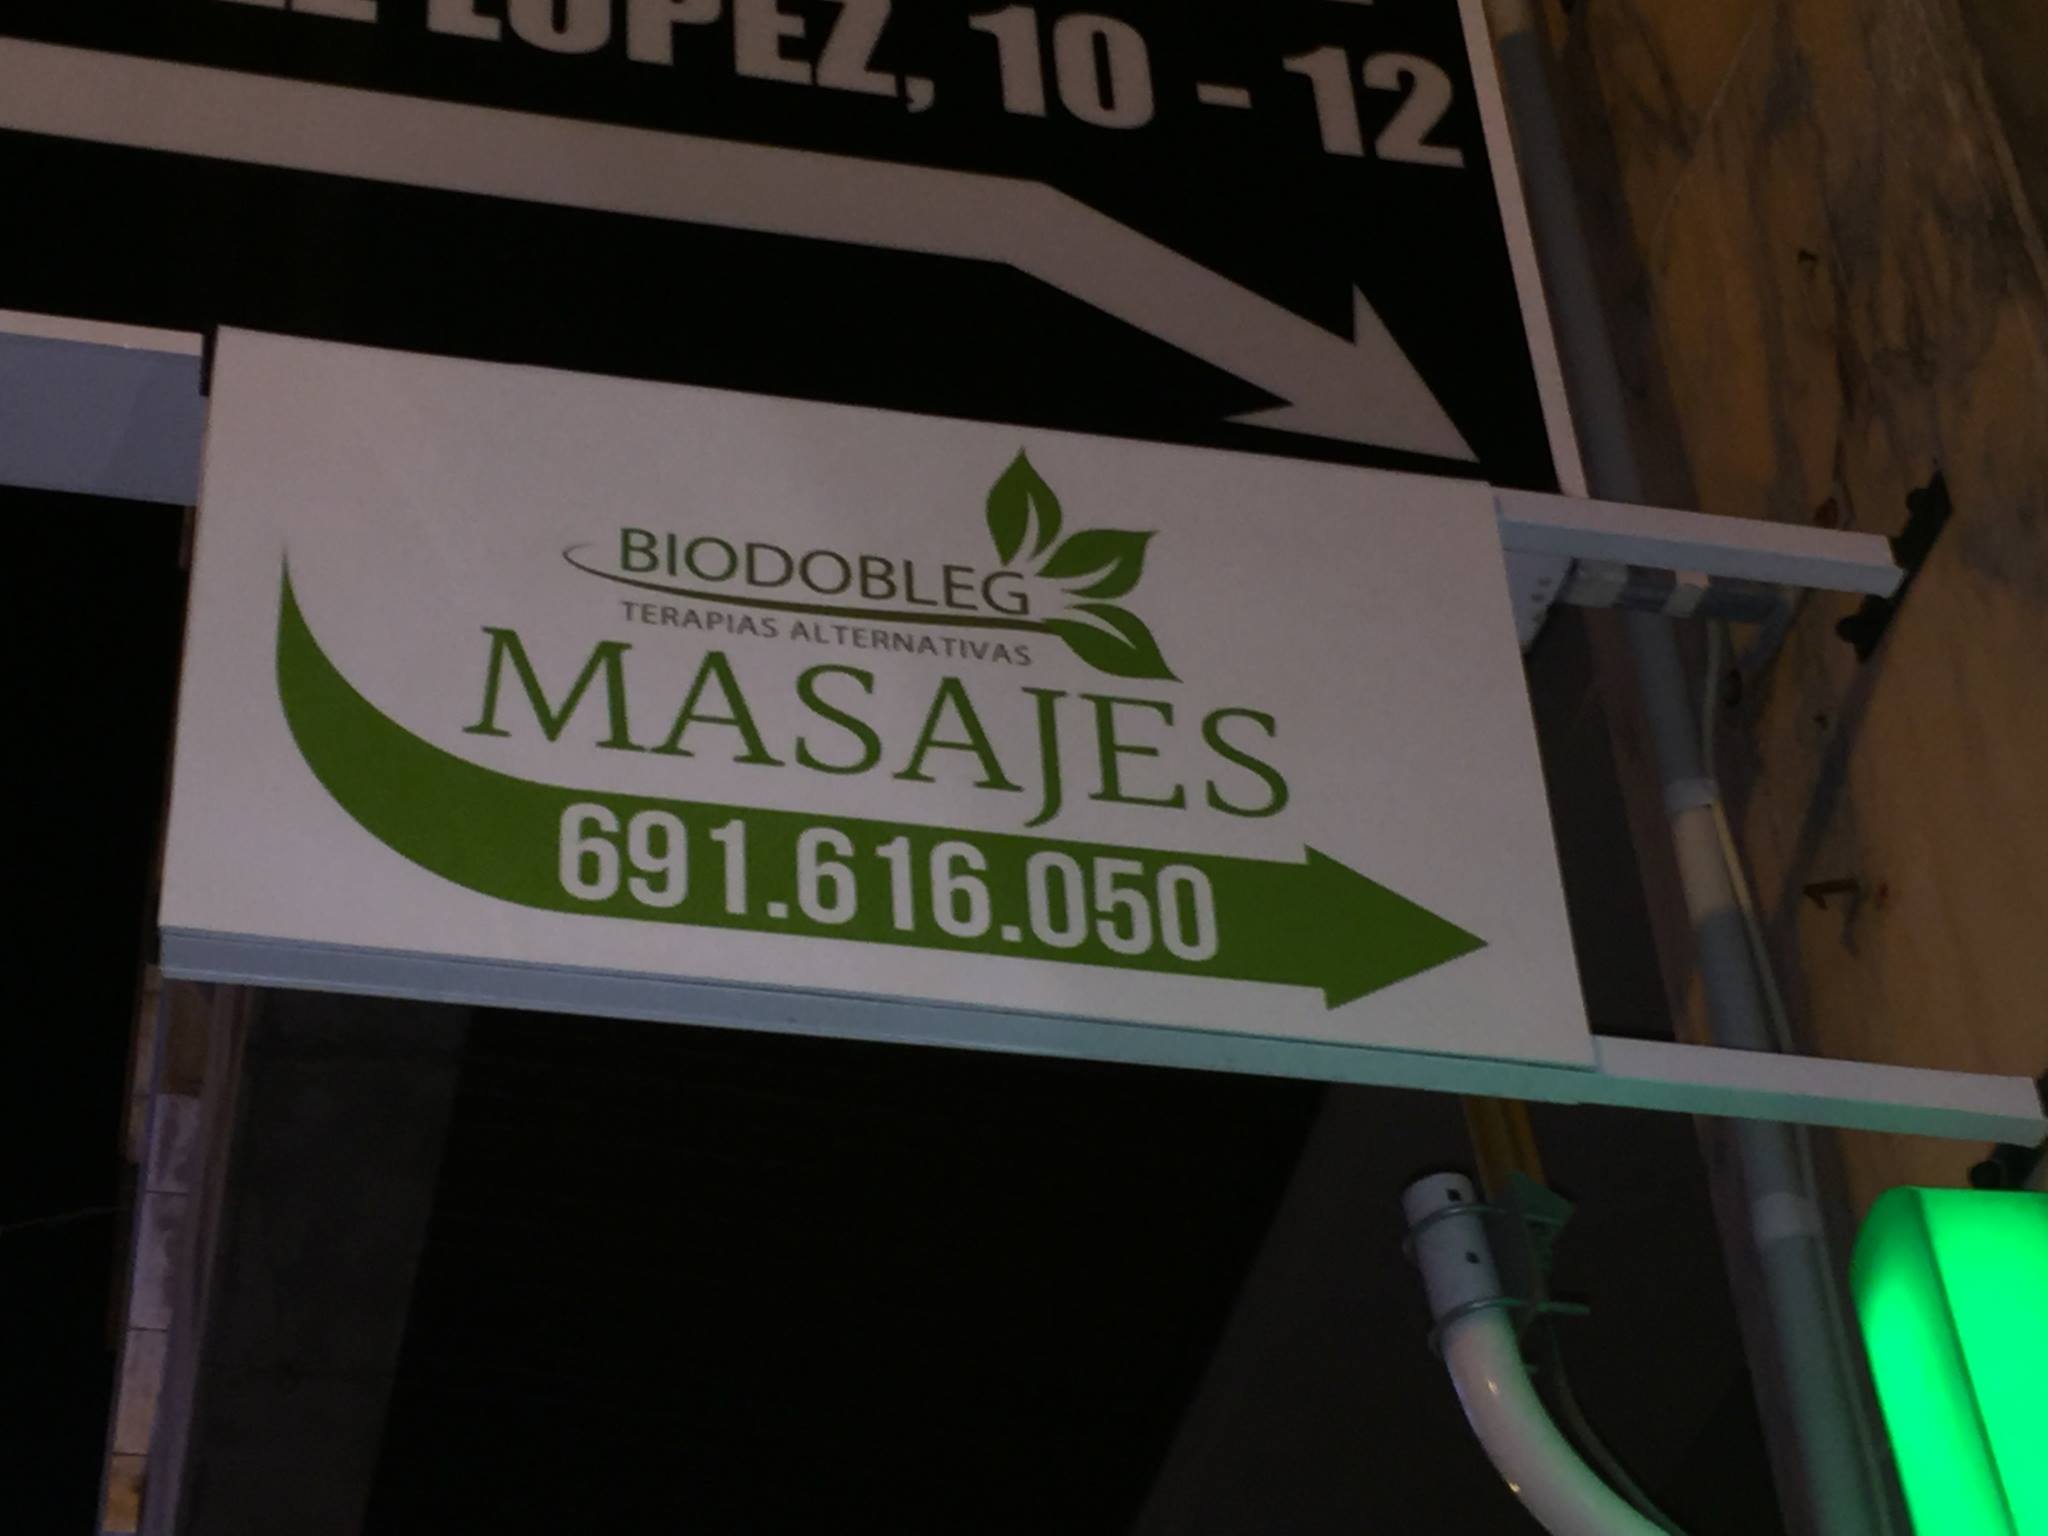 LOPEZ, 10 - 12
BIODOBLEG
TERAPIAS ALTERNATIVAS
MASAJES
691.616.050